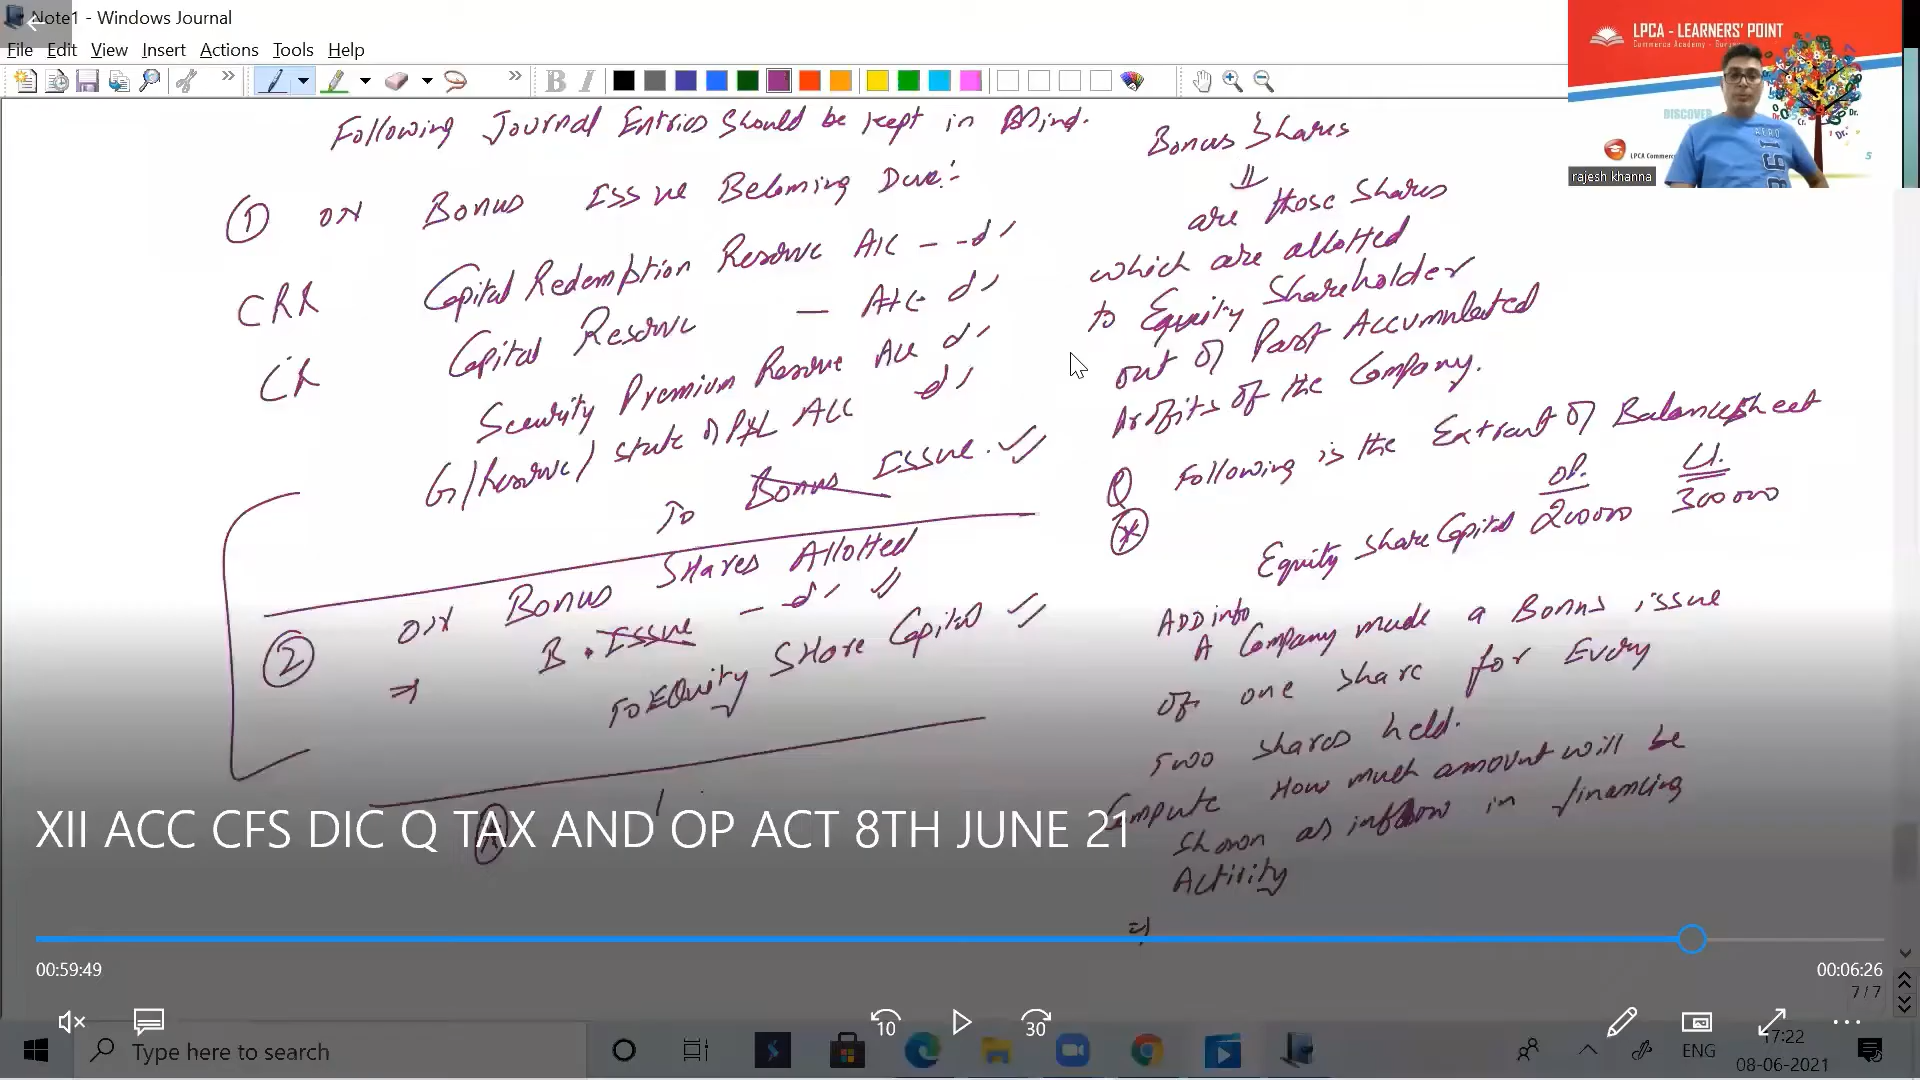 Note1 - Windows Journal
File Edit View Insert Actions Tools Help
LPCA - LEARNERS' POINT
DISCOVER
rajesh khanna
Following Journal Entries Should be kept in Mind.
① ON Bonus Issue Becoming Due:-
CRR Capital Redemption Reserve A/C - - d'
CR Capital Reserve - A/C - d'
Security Premium Reserve A/c d'
G/Reserve/ State of P&L A/c d'
To Bonus Issue.
② ON Bonus Shares Allotted
⇒ B. Issue - d'
To Equity Share Capital
Bonus Shares
are those shares
which are allotted
to Equity Shareholder
out of Past Accumulated
Profits of the Company.
Q Following is the Extract of Balance sheet
OP. Cl.
Equity Share Capital 200000 300000
ADD info
A Company made a Bonus issue
of one share for Every
Two shares held.
Compute How much amount will be
Shown as inflow in financing
Activity
⇒
XII ACC CFS DIC Q TAX AND OP ACT 8TH JUNE 21
00:59:49
00:06:26
7 / 7
10
30
Type here to search
ENG
17:22
08-06-2021